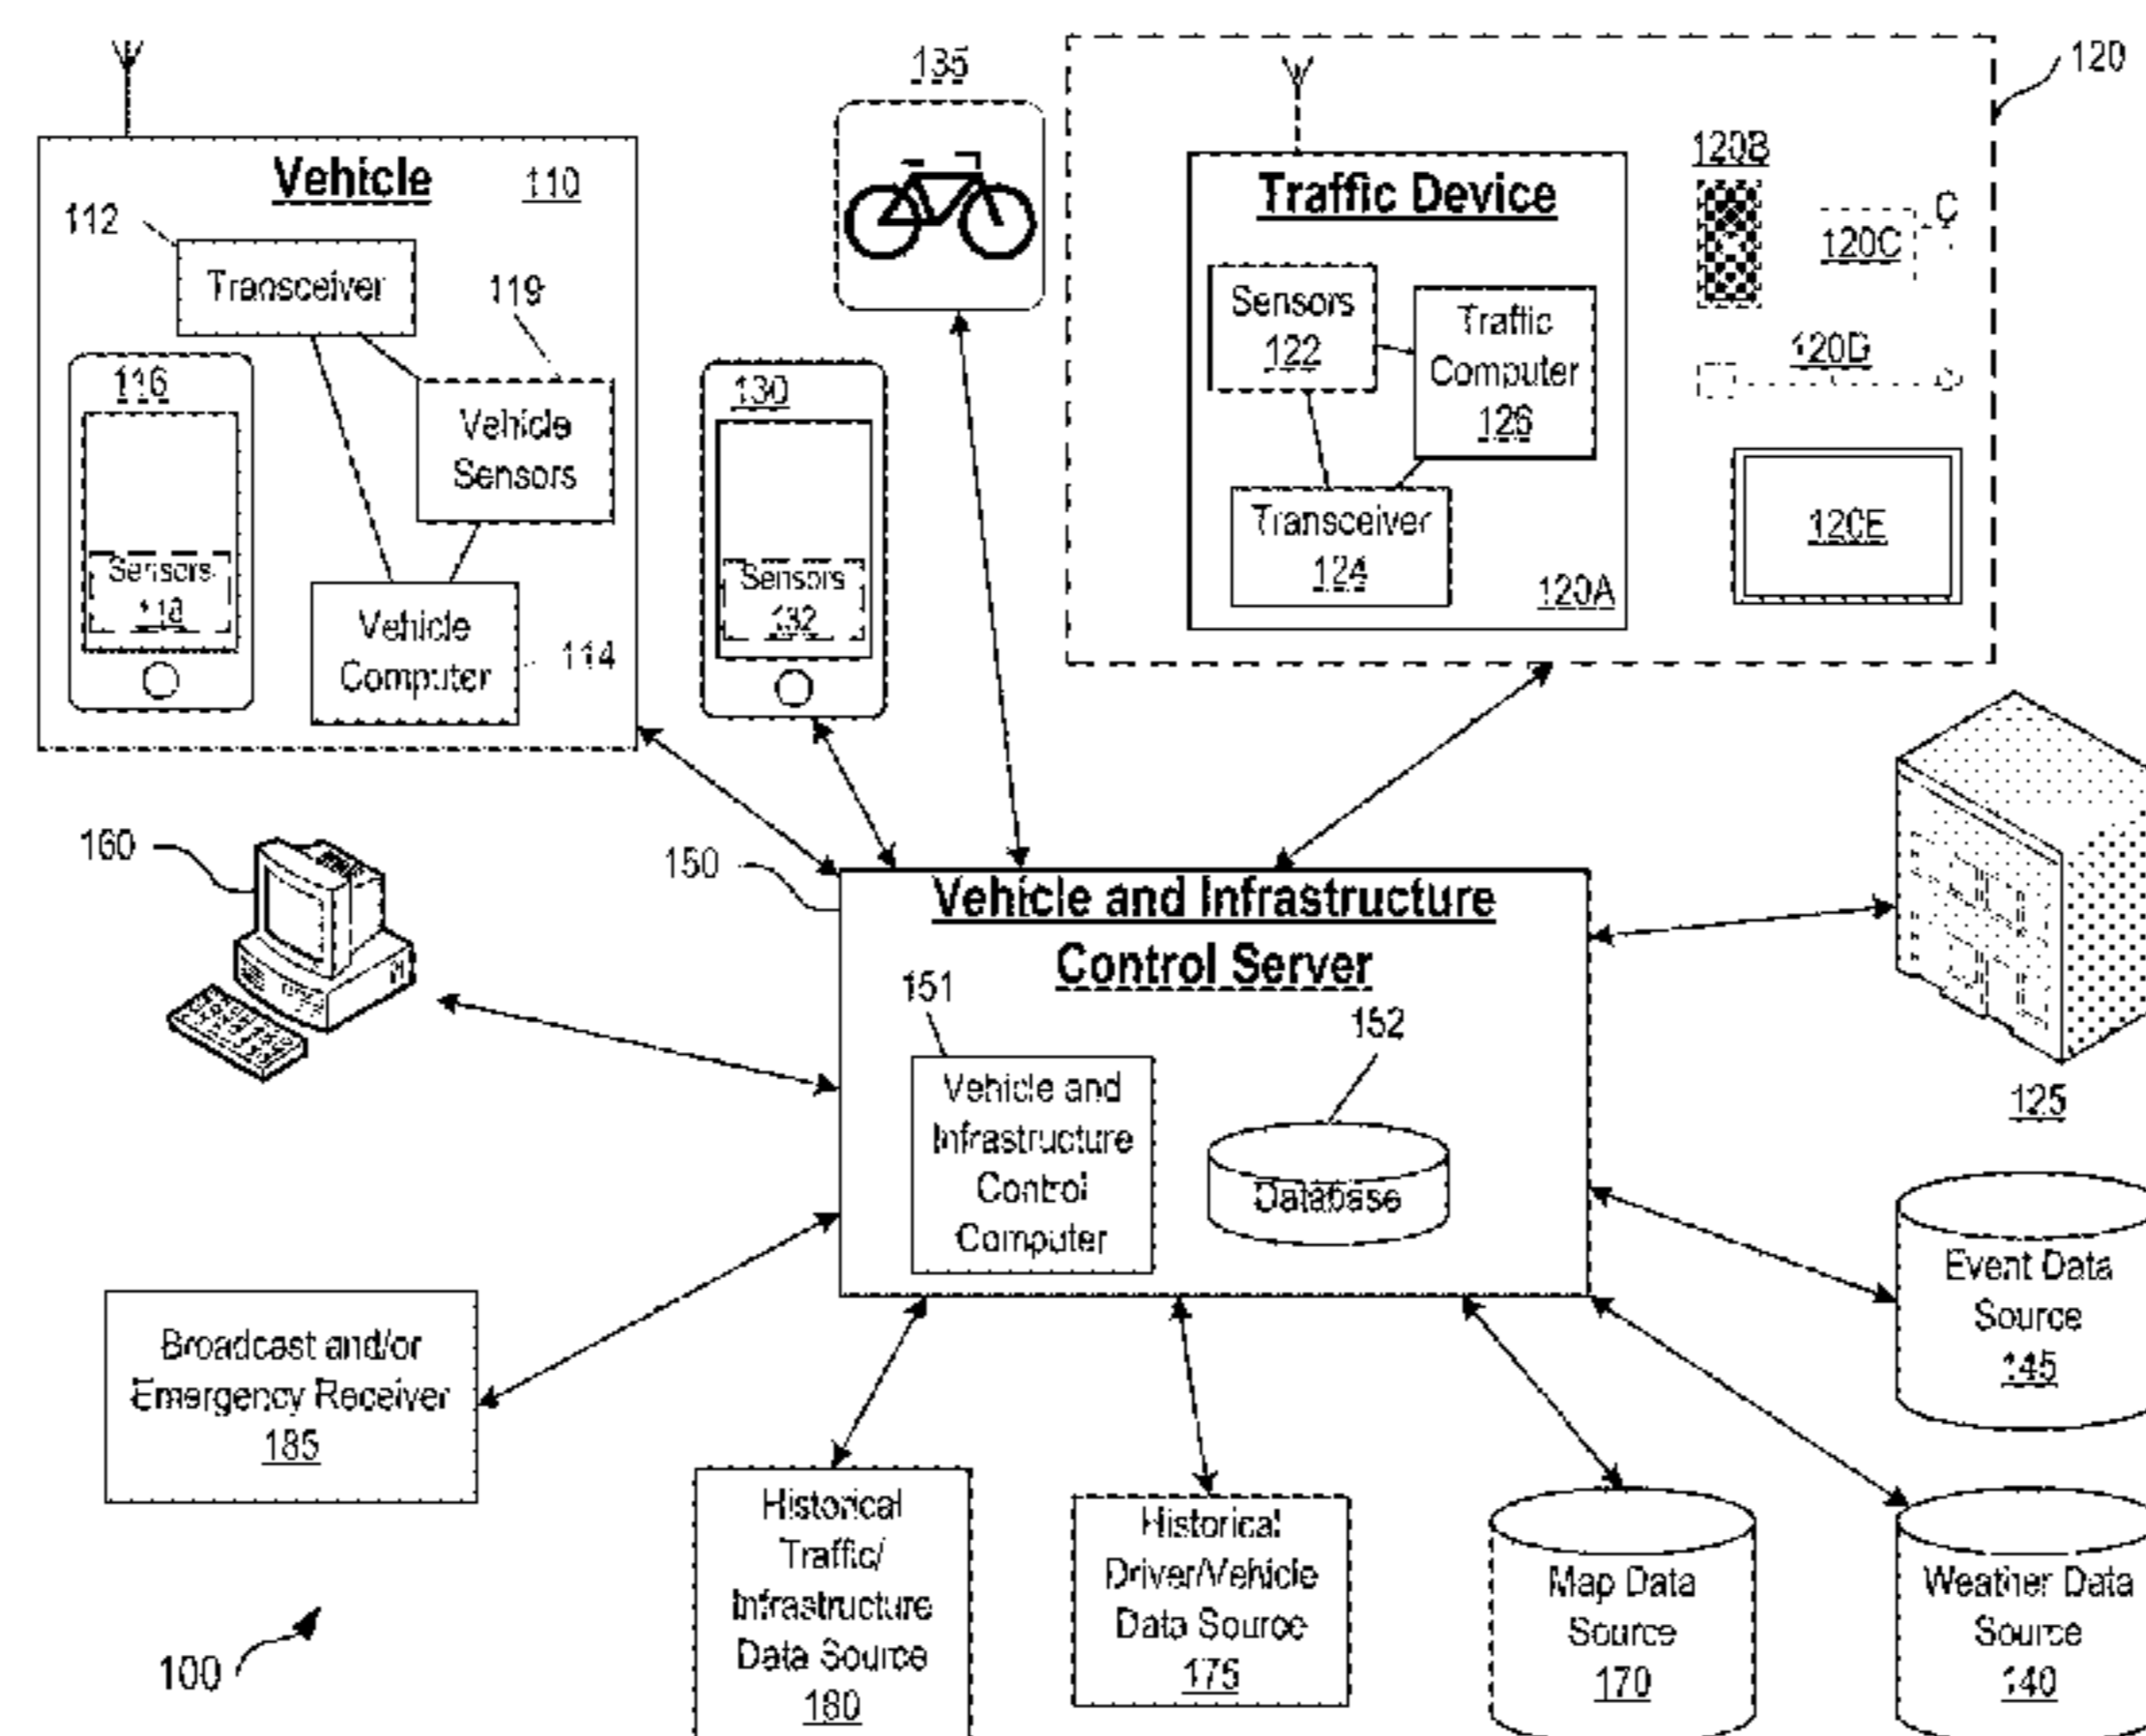 Vehicle
110
112
Transceiver
119
116
Vehicle
Sensors
Sensors
118
Vehicle
Computer
114
130
Sensors
132
135
120
Traffic Device
Sensors
122
Traffic
Computer
126
Transceiver
124
120A
120B
120C
120D
120E
160
150
Vehicle and Infrastructure
Control Server
151
152
Vehicle and
Infrastructure
Control
Computer
Database
125
Event Data
Source
145
Broadcast and/or
Emergency Receiver
185
Historical
Traffic/
Infrastructure
Data Source
180
Historical
Driver/Vehicle
Data Source
175
Map Data
Source
170
Weather Data
Source
140
100